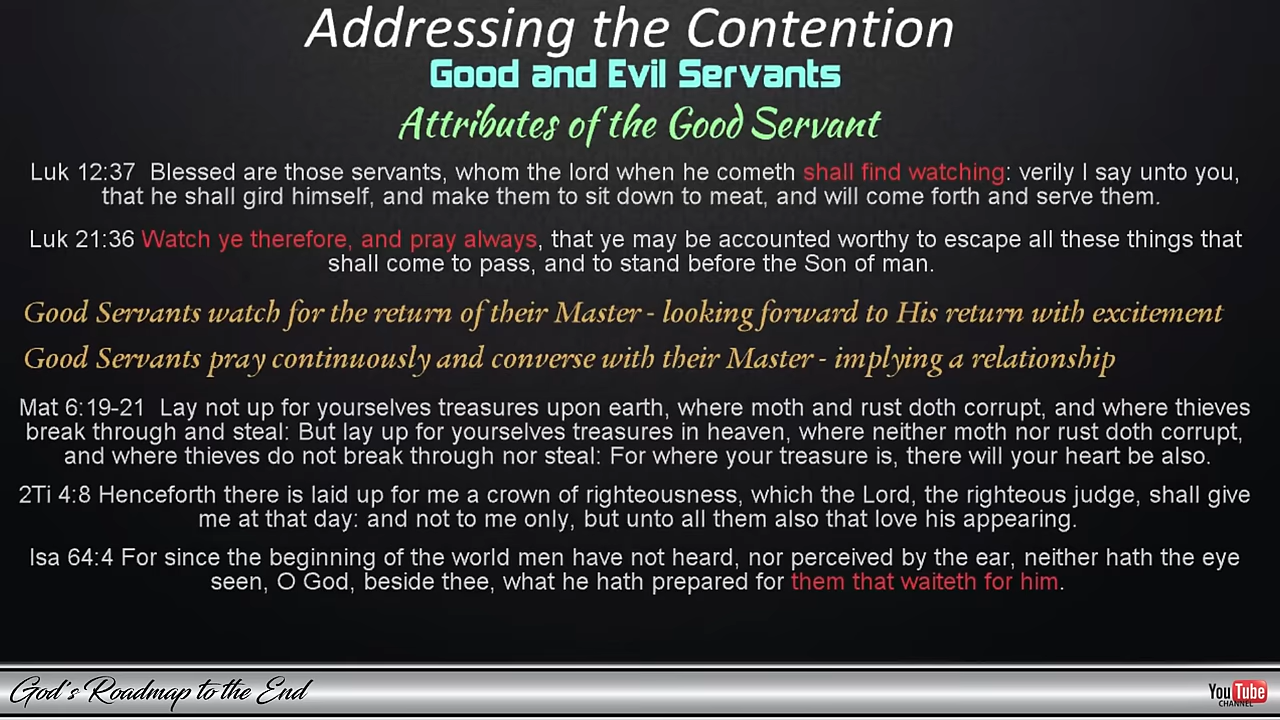 Addressing the Contention
Good and Evil Servants
Attributes of the Good Servant
Luk 12:37  Blessed are those servants, whom the lord when he cometh shall find watching: verily I say unto you,
that he shall gird himself, and make them to sit down to meat, and will come forth and serve them.
Luk 21:36 Watch ye therefore, and pray always, that ye may be accounted worthy to escape all these things that
shall come to pass, and to stand before the Son of man.
Good Servants watch for the return of their Master - looking forward to His return with excitement
Good Servants pray continuously and converse with their Master - implying a relationship
Mat 6:19-21  Lay not up for yourselves treasures upon earth, where moth and rust doth corrupt, and where thieves
break through and steal: But lay up for yourselves treasures in heaven, where neither moth nor rust doth corrupt,
and where thieves do not break through nor steal: For where your treasure is, there will your heart be also.
2Ti 4:8 Henceforth there is laid up for me a crown of righteousness, which the Lord, the righteous judge, shall give
me at that day: and not to me only, but unto all them also that love his appearing.
Isa 64:4 For since the beginning of the world men have not heard, nor perceived by the ear, neither hath the eye
seen, O God, beside thee, what he hath prepared for them that waiteth for him.
God's Roadmap to the End
YouTube
CHANNEL